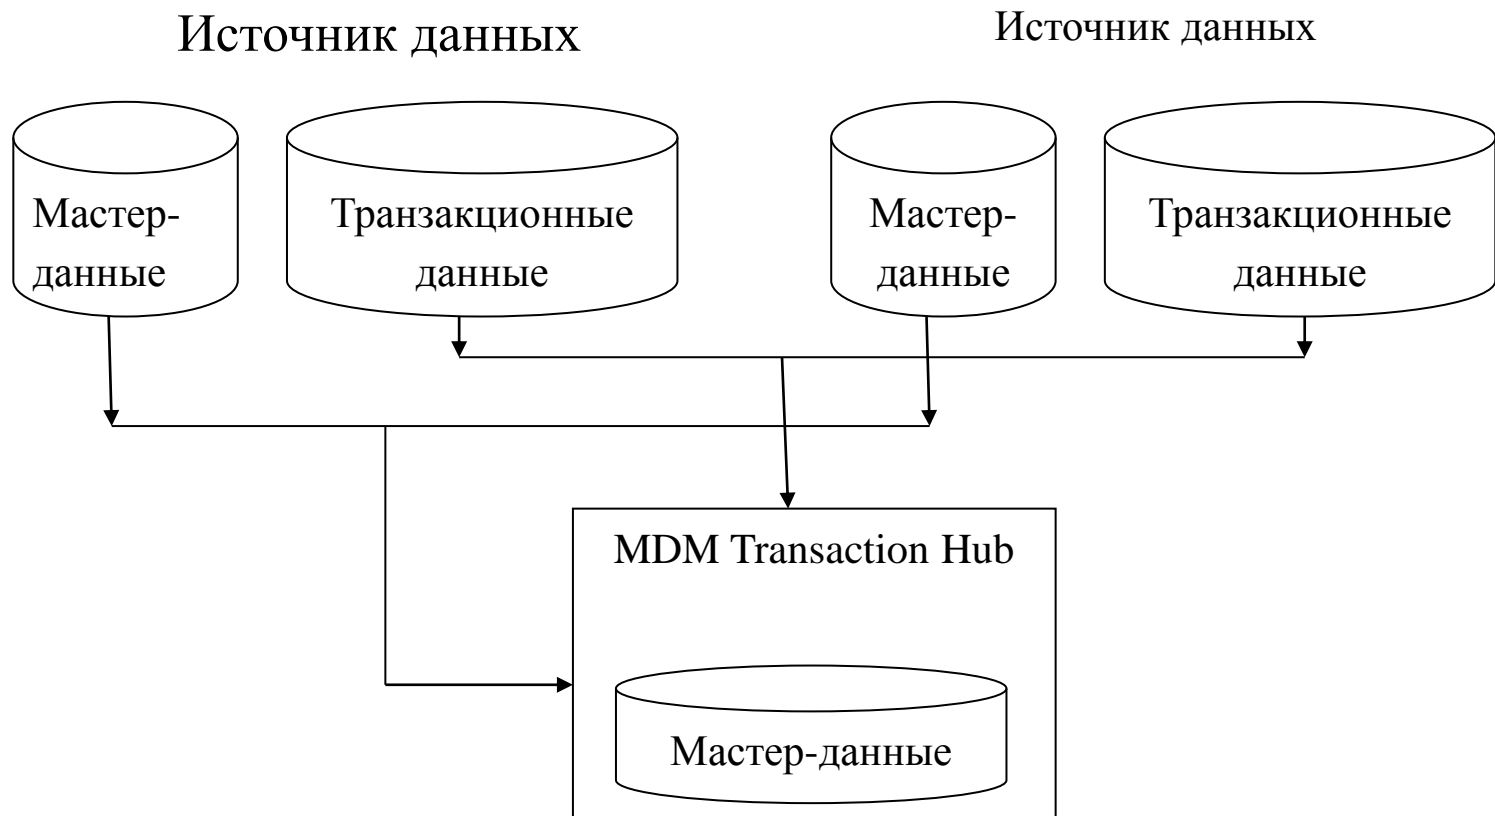 Источник данных
Источник данных
Мастер-
данные
Транзакционные
данные
Мастер-
данные
Транзакционные
данные
MDM Transaction Hub
Мастер-данные